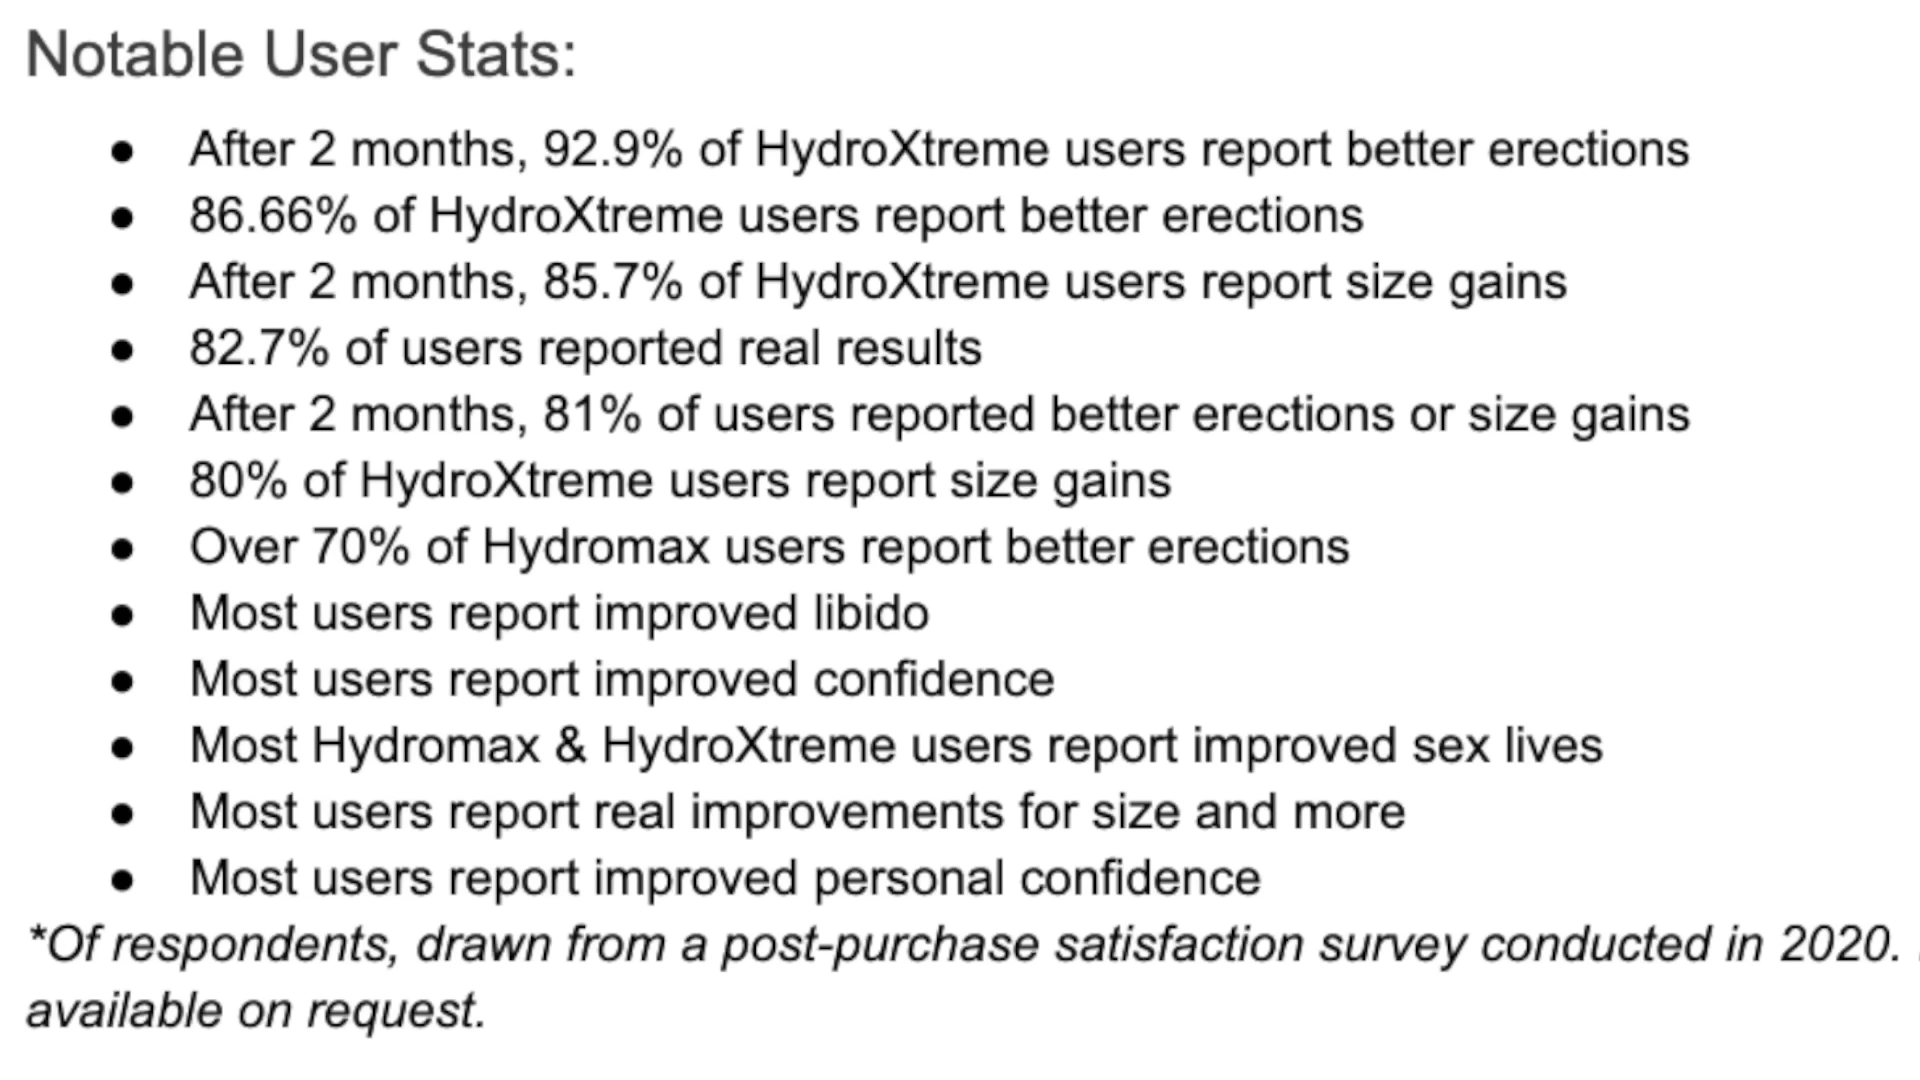 Notable User Stats:
● After 2 months, 92.9% of HydroXtreme users report better erections
● 86.66% of HydroXtreme users report better erections
● After 2 months, 85.7% of HydroXtreme users report size gains
● 82.7% of users reported real results
● After 2 months, 81% of users reported better erections or size gains
● 80% of HydroXtreme users report size gains
● Over 70% of Hydromax users report better erections
● Most users report improved libido
● Most users report improved confidence
● Most Hydromax & HydroXtreme users report improved sex lives
● Most users report real improvements for size and more
● Most users report improved personal confidence
*Of respondents, drawn from a post-purchase satisfaction survey conducted in 2020.
available on request.